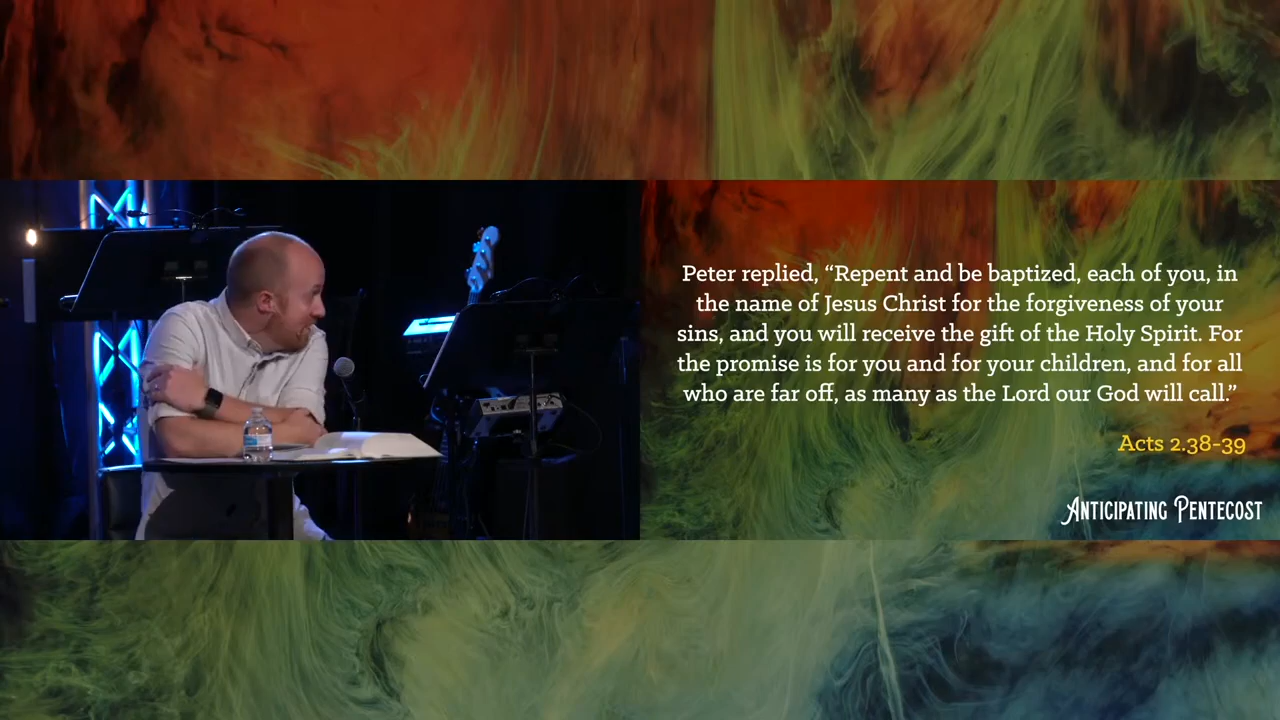 Peter replied, “Repent and be baptized, each of you, in
the name of Jesus Christ for the forgiveness of your
sins, and you will receive the gift of the Holy Spirit. For
the promise is for you and for your children, and for all
who are far off, as many as the Lord our God will call.”
Acts 2.38-39
Anticipating Pentecost